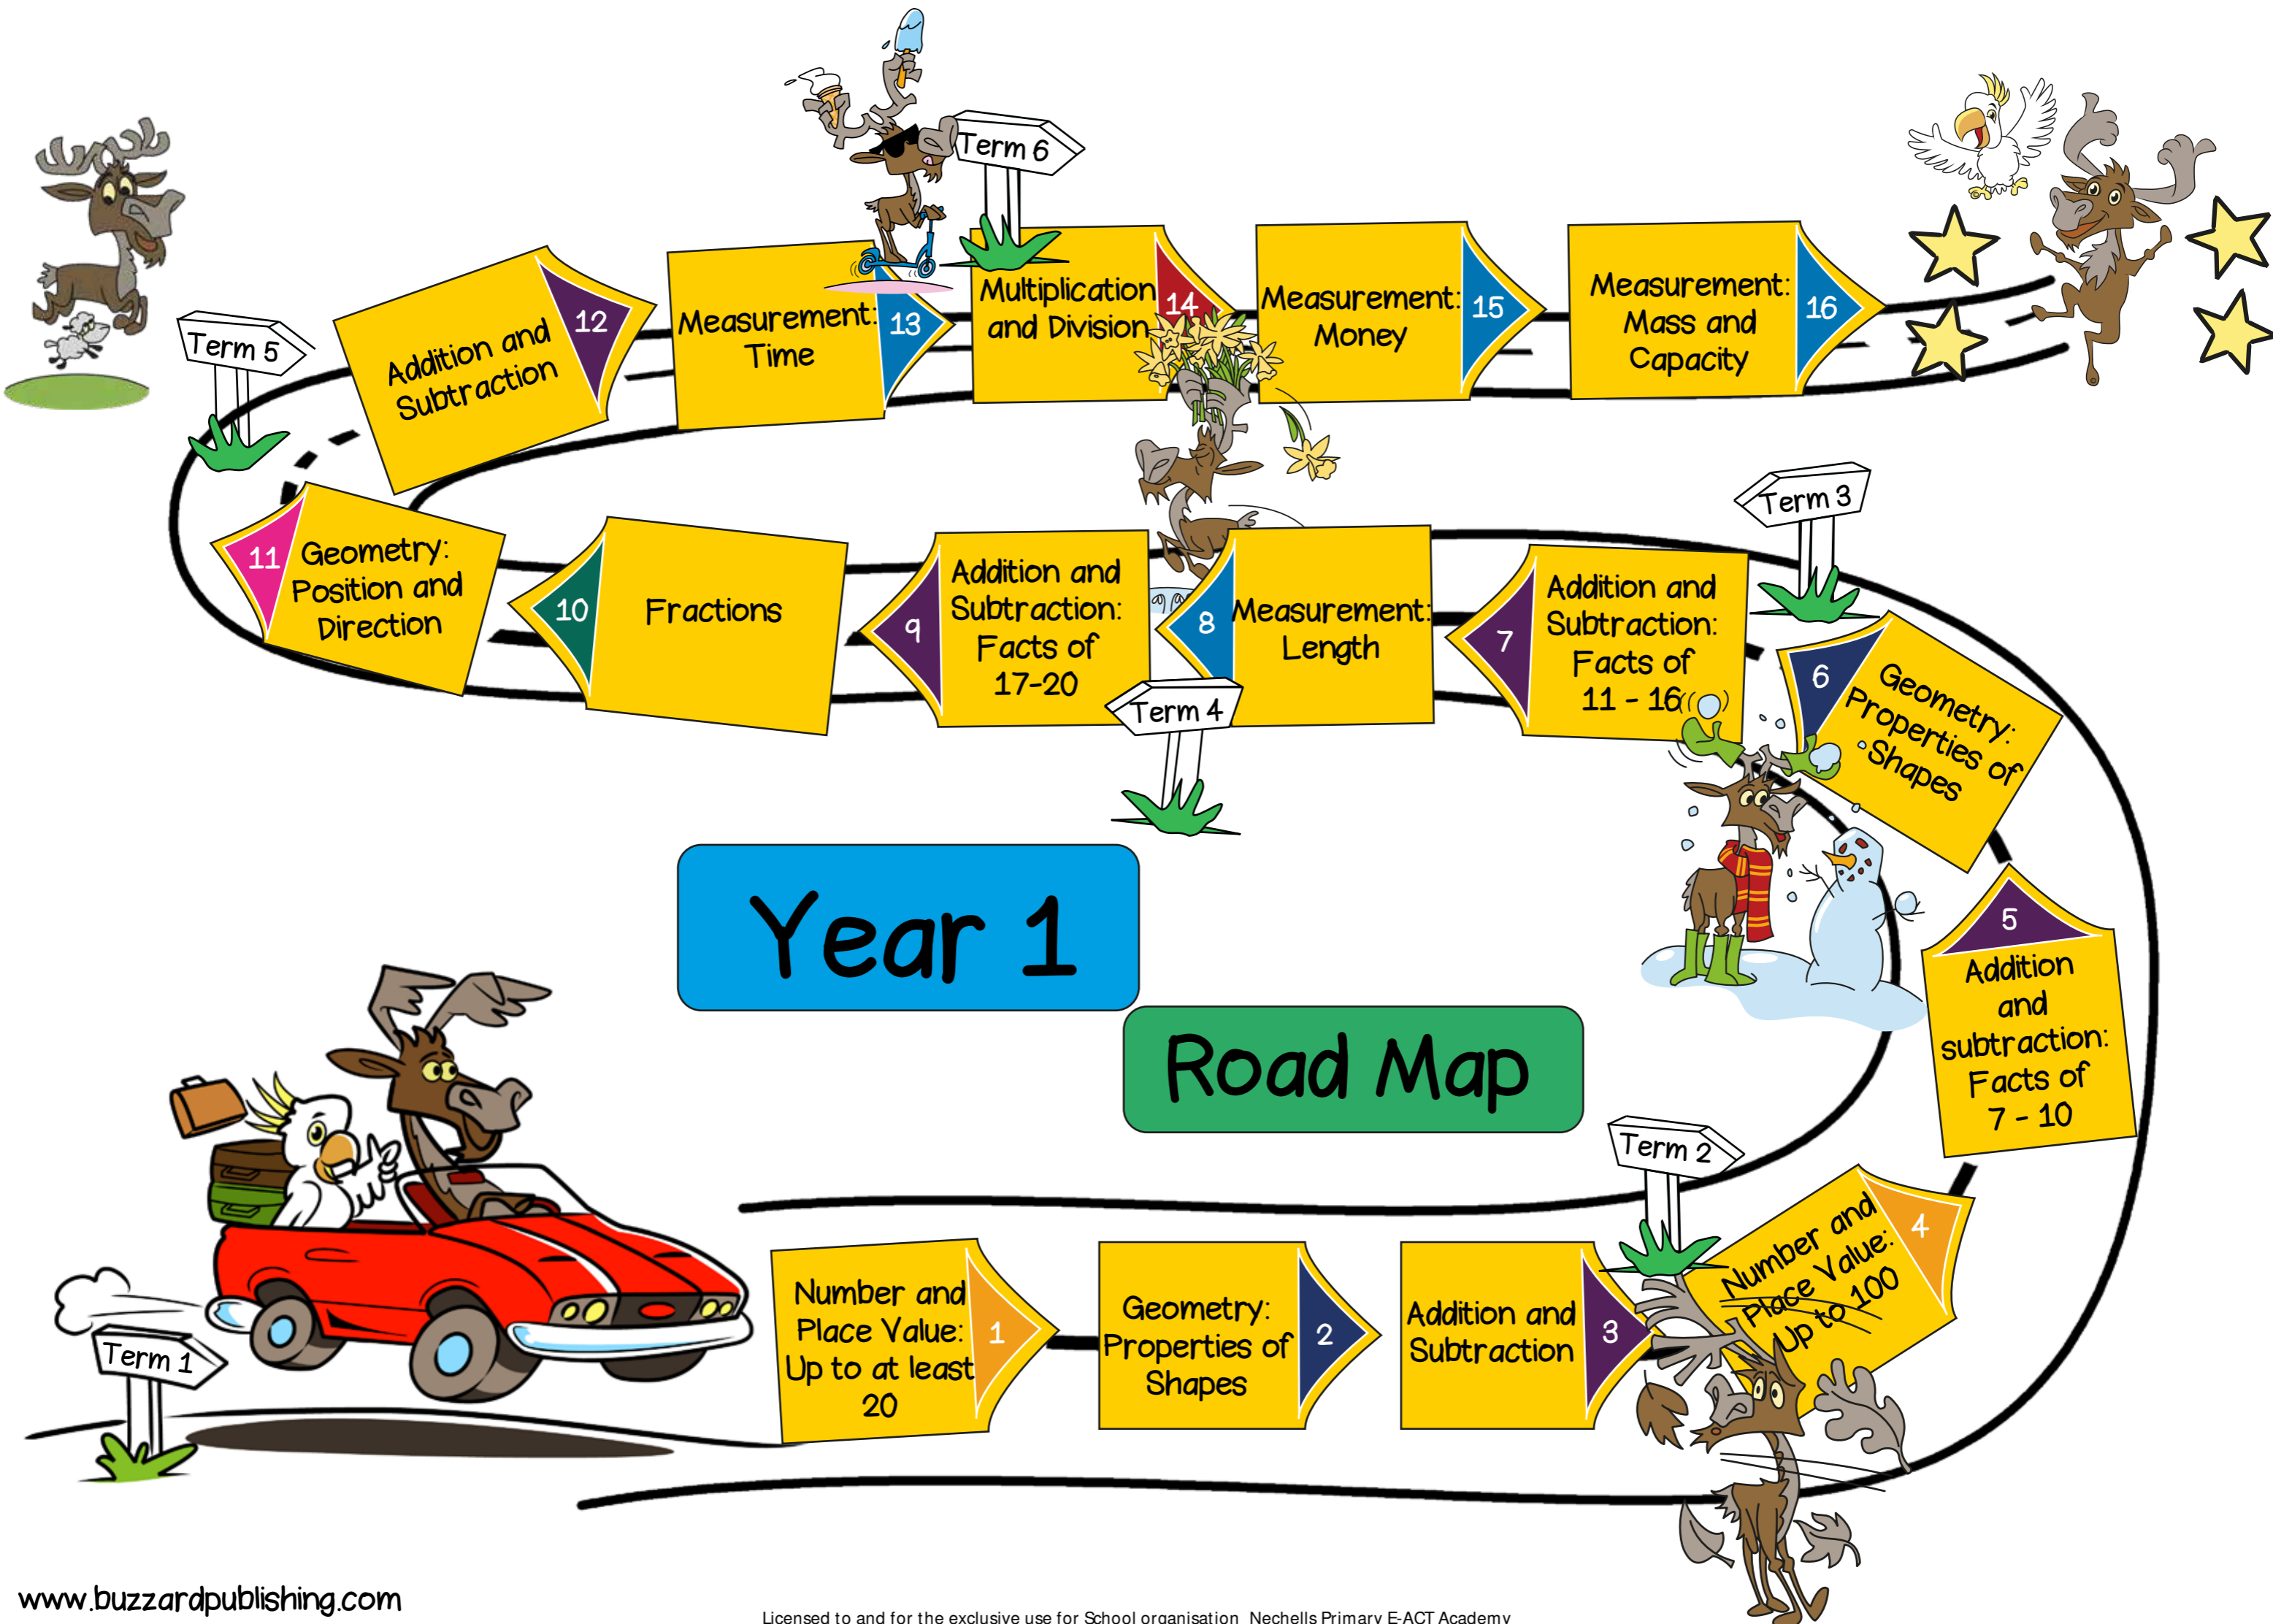 Year 1
Road Map
Term 1
Number and
Place Value:
Up to at least
20
1
Geometry:
Properties of
Shapes
2
Addition and
Subtraction
3
Term 2
Number and
Place Value:
Up to 100
4
5
Addition
and
subtraction:
Facts of
7 - 10
6
Geometry:
Properties of
Shapes
Term 3
7
Addition and
Subtraction:
Facts of
11 - 16
8
Measurement:
Length
Term 4
9
Addition and
Subtraction:
Facts of
17-20
10
Fractions
11
Geometry:
Position and
Direction
Term 5
Addition and
Subtraction
12
Measurement:
Time
13
Term 6
Multiplication
and Division
14
Measurement:
Money
15
Measurement:
Mass and
Capacity
16
www.buzzardpublishing.com
Licensed to and for the exclusive use for School organisation Nechells Primary E-ACT Academy